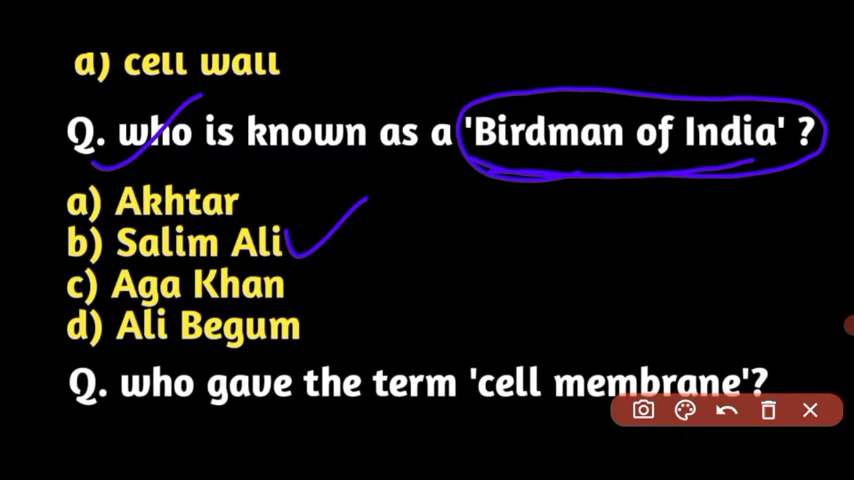 d) cell wall
Q. who is known as a 'Birdman of India' ?
a) Akhtar
b) Salim Ali
c) Aga Khan
d) Ali Begum
Q. who gave the term 'cell membrane'?